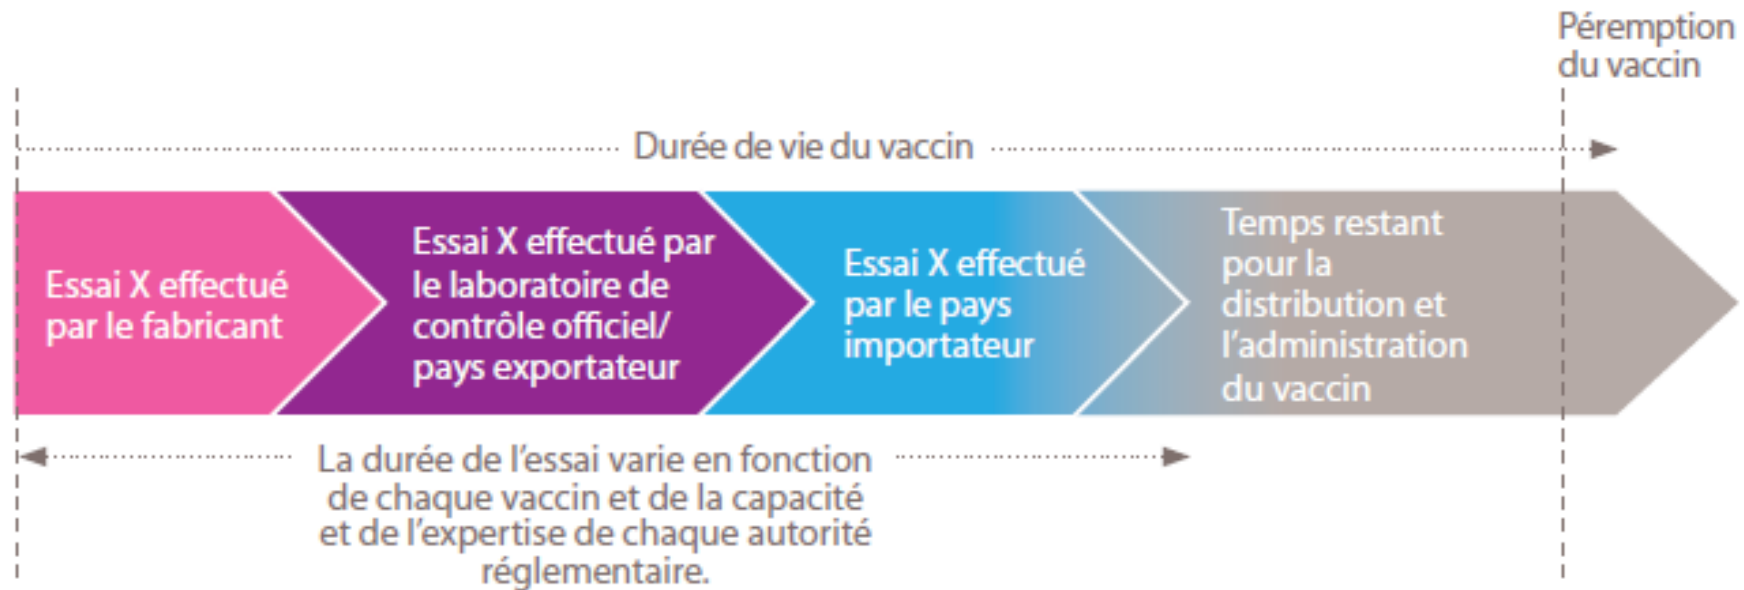 Péremption
du vaccin
Durée de vie du vaccin
Essai X effectué
par le fabricant
Essai X effectué par
le laboratoire de
contrôle officiel/
pays exportateur
Essai X effectué
par le pays
importateur
Temps restant
pour la
distribution et
l'administration
du vaccin
La durée de l'essai varie en fonction
de chaque vaccin et de la capacité
et de l'expertise de chaque autorité
réglementaire.